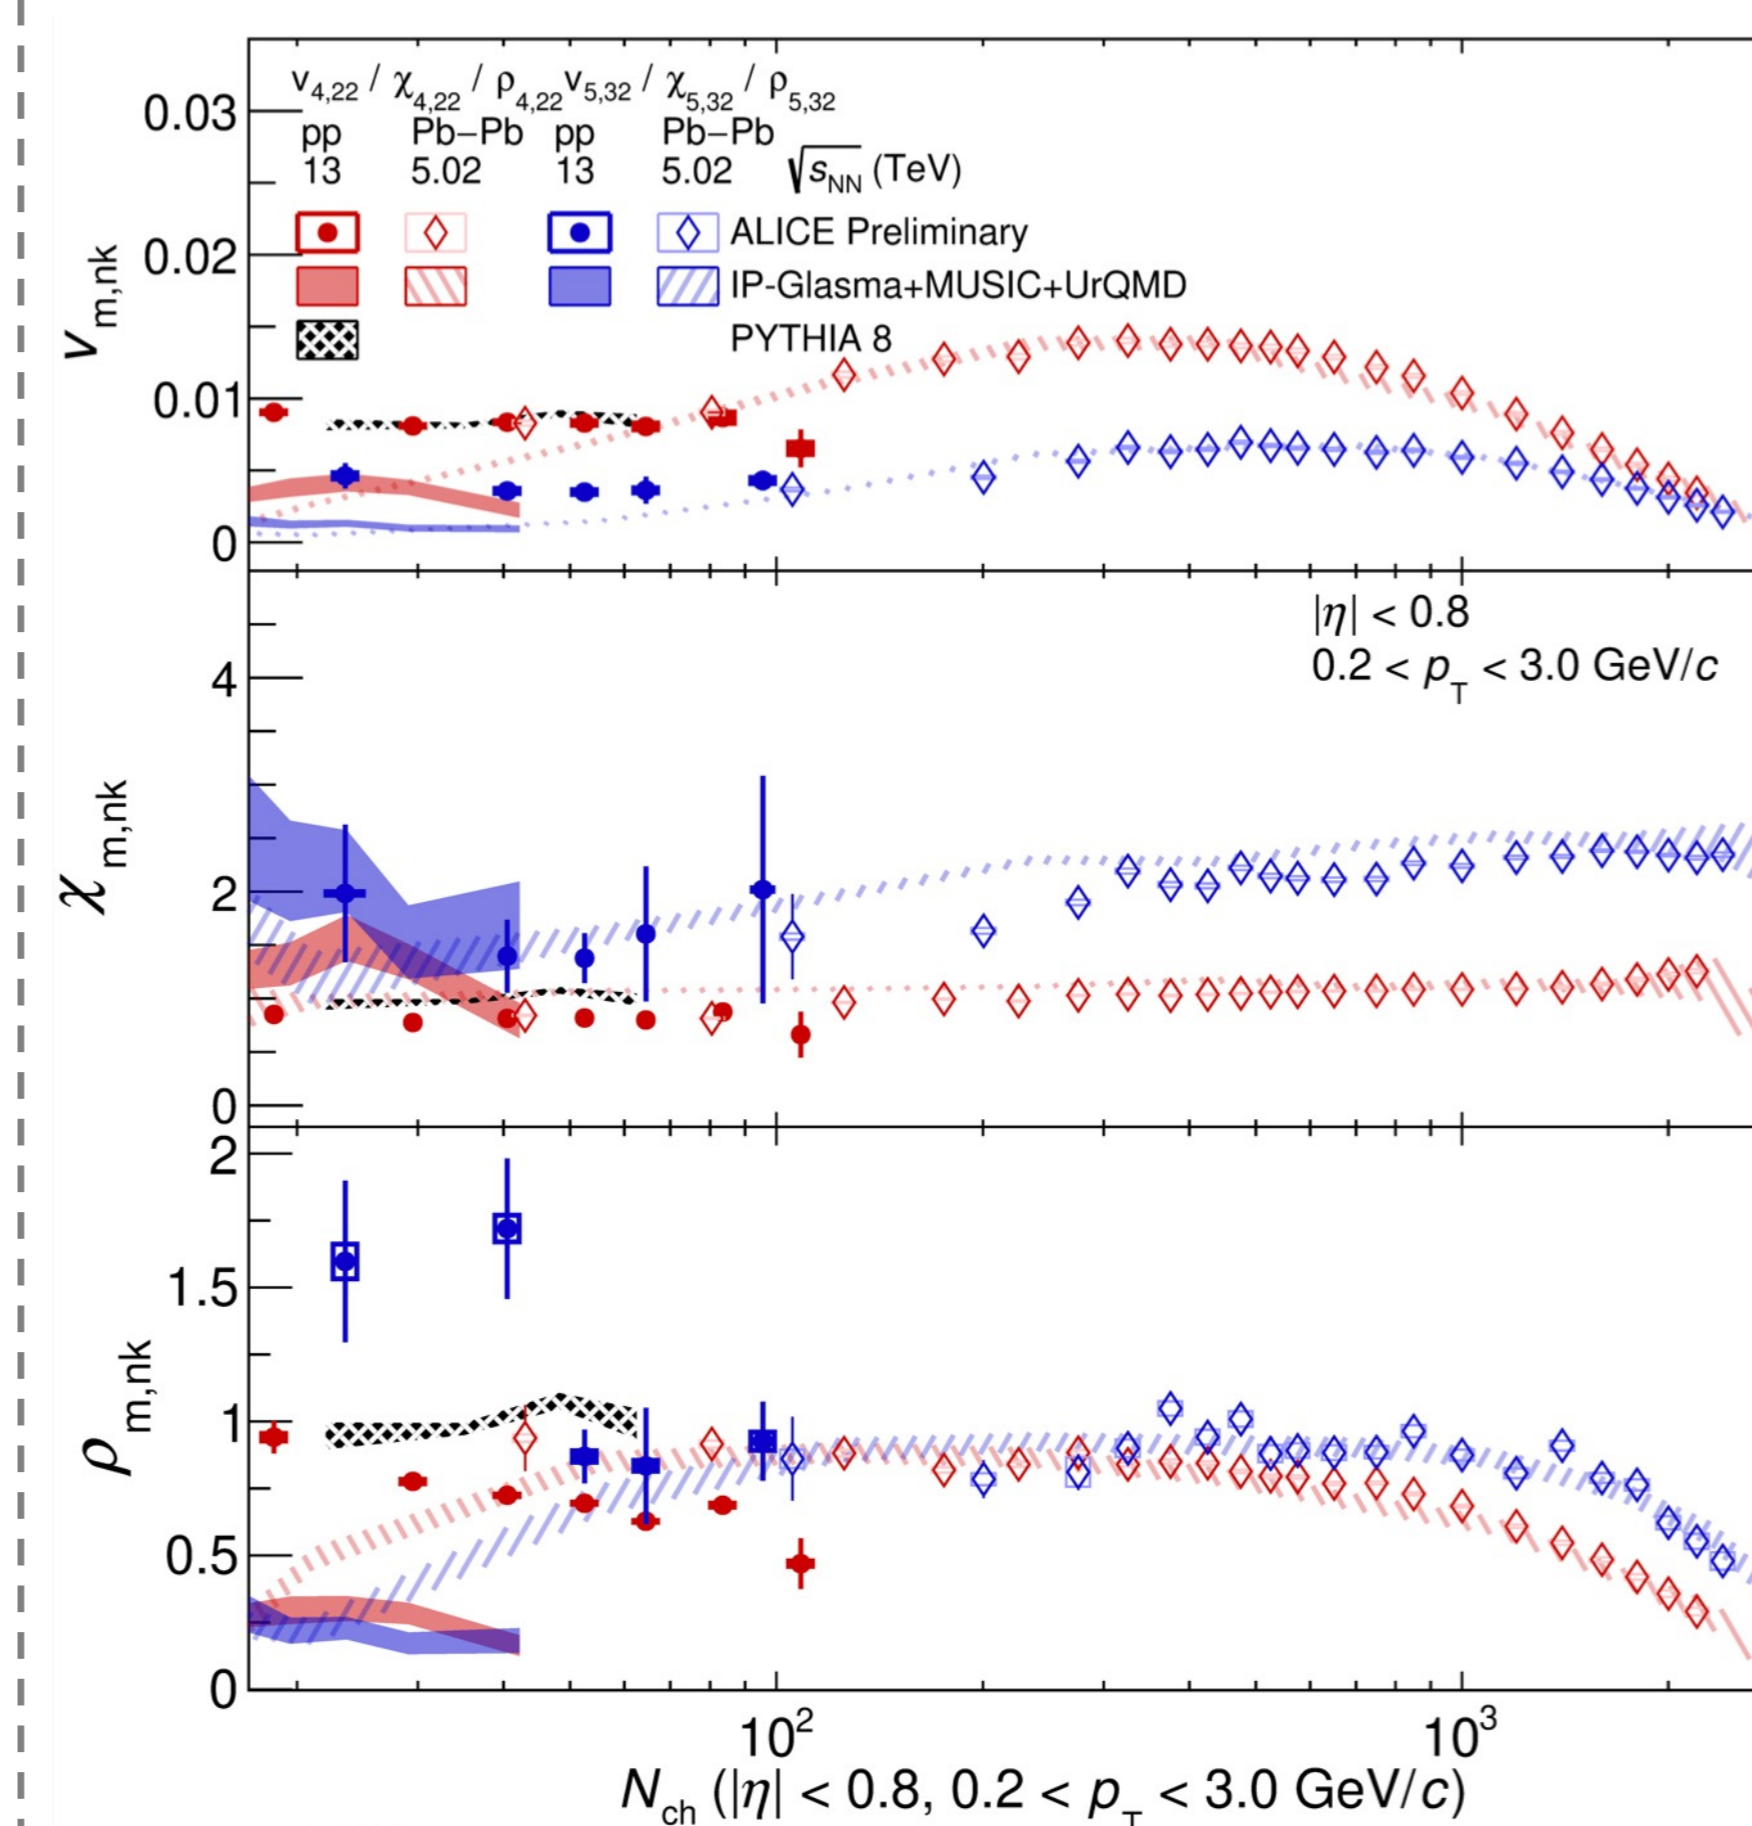 v4,22 / χ4,22 / ρ4,22 v5,32 / χ5,32 / ρ5,32
pp Pb–Pb pp Pb–Pb
13 5.02 13 5.02 √sNN (TeV)
ALICE Preliminary
IP-Glasma+MUSIC+UrQMD
PYTHIA 8
vm,nk
0.03
0.02
0.01
0
|η| < 0.8
0.2 < pT < 3.0 GeV/c
χm,nk
4
2
0
ρm,nk
2
1.5
1
0.5
0
10² 10³
Nch (|η| < 0.8, 0.2 < pT < 3.0 GeV/c)